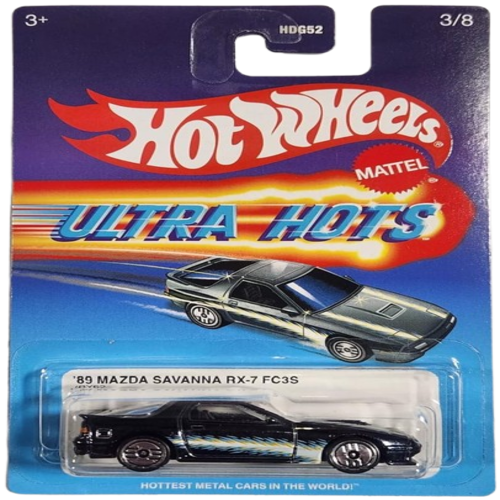 3+
HDG52
3/8
Hot Wheels
MATTEL
ULTRA HOTS
'89 MAZDA SAVANNA RX-7 FC3S
HOTTEST METAL CARS IN THE WORLD!™